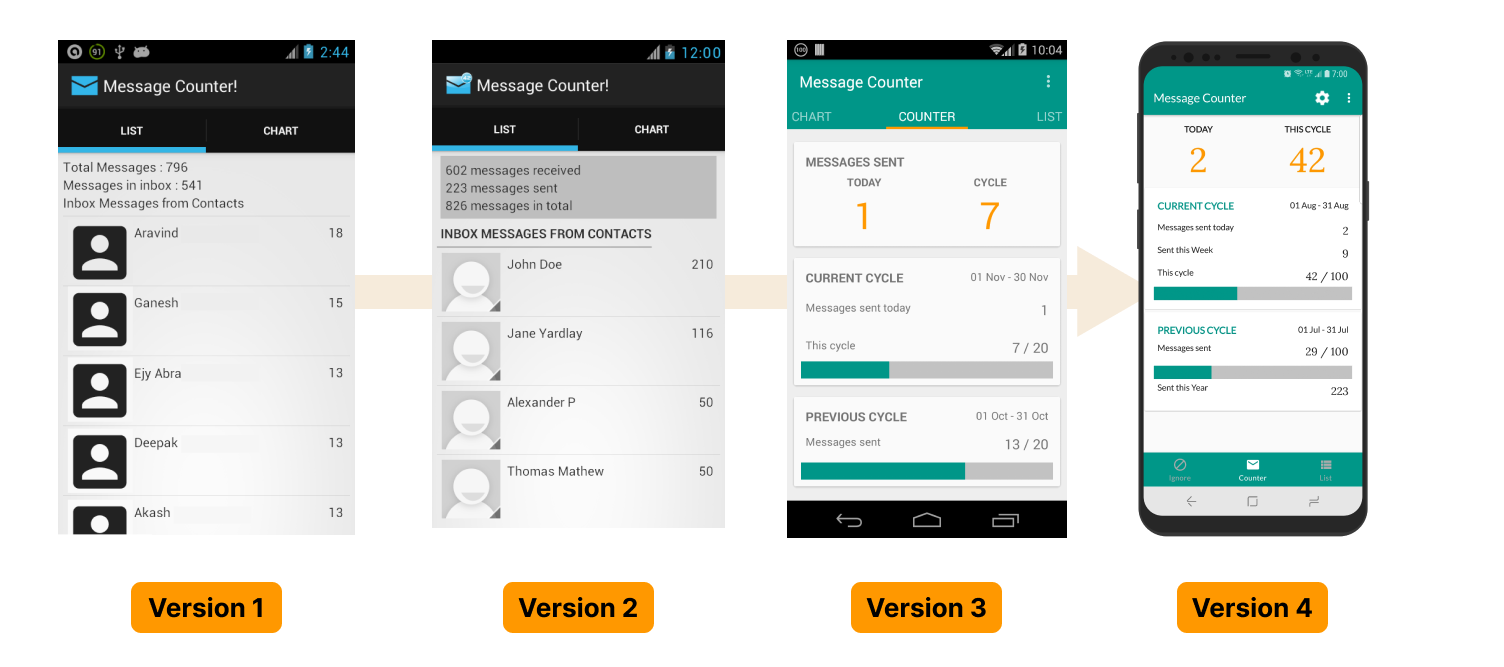 91 2:44
Message Counter!
LIST CHART
Total Messages : 796
Messages in inbox : 541
Inbox Messages from Contacts
Aravind 18
Ganesh 15
Ejy Abra 13
Deepak 13
Akash 13
Version 1
12:00
Message Counter!
LIST CHART
602 messages received
223 messages sent
826 messages in total
INBOX MESSAGES FROM CONTACTS
John Doe 210
Jane Yardlay 116
Alexander P 50
Thomas Mathew 50
Version 2
100 10:04
Message Counter
CHART COUNTER LIST
MESSAGES SENT
TODAY CYCLE
1 7
CURRENT CYCLE 01 Nov - 30 Nov
Messages sent today 1
This cycle 7 / 20
PREVIOUS CYCLE 01 Oct - 31 Oct
Messages sent 13 / 20
Version 3
7:00
Message Counter
TODAY THIS CYCLE
2 42
CURRENT CYCLE 01 Aug - 31 Aug
Messages sent today 2
Sent this Week 9
This cycle 42 / 100
PREVIOUS CYCLE 01 Jul - 31 Jul
Messages sent 29 / 100
Sent this Year 223
Ignore Counter List
Version 4